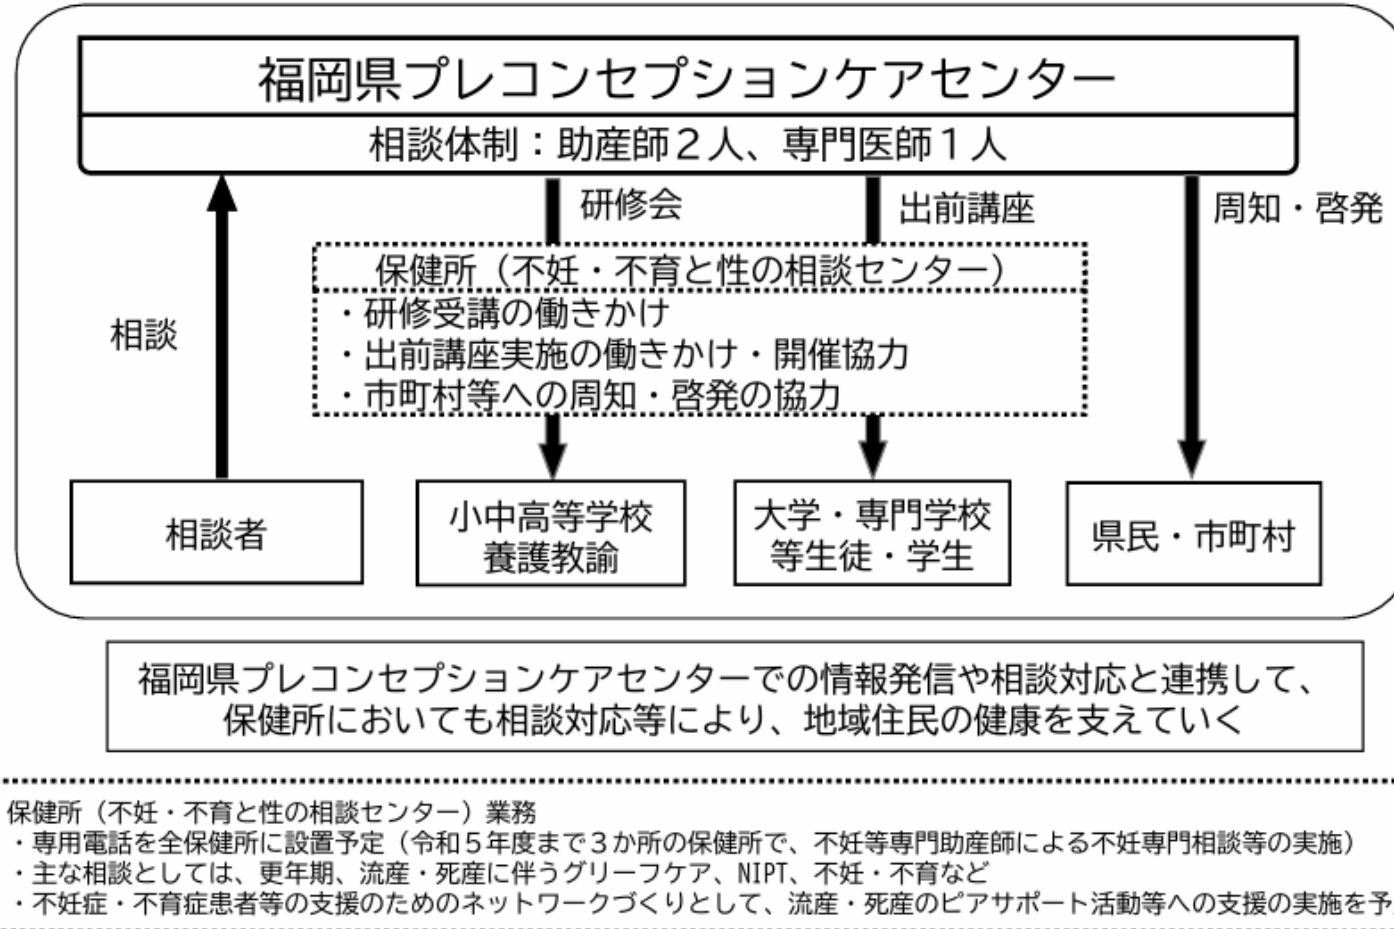 福岡県プレコンセプションケアセンター
相談体制：助産師２人、専門医師１人
研修会
出前講座
周知・啓発
保健所（不妊・不育と性の相談センター）
・研修受講の働きかけ
・出前講座実施の働きかけ・開催協力
・市町村等への周知・啓発の協力
相談
相談者
小中高等学校
養護教諭
大学・専門学校
等生徒・学生
県民・市町村
福岡県プレコンセプションケアセンターでの情報発信や相談対応と連携して、
保健所においても相談対応等により、地域住民の健康を支えていく
保健所（不妊・不育と性の相談センター）業務
・専用電話を全保健所に設置予定（令和５年度まで３か所の保健所で、不妊等専門助産師による不妊専門相談等の実施）
・主な相談としては、更年期、流産・死産に伴うグリーフケア、NIPT、不妊・不育など
・不妊症・不育症患者等の支援のためのネットワークづくりとして、流産・死産のピアサポート活動等への支援の実施を予